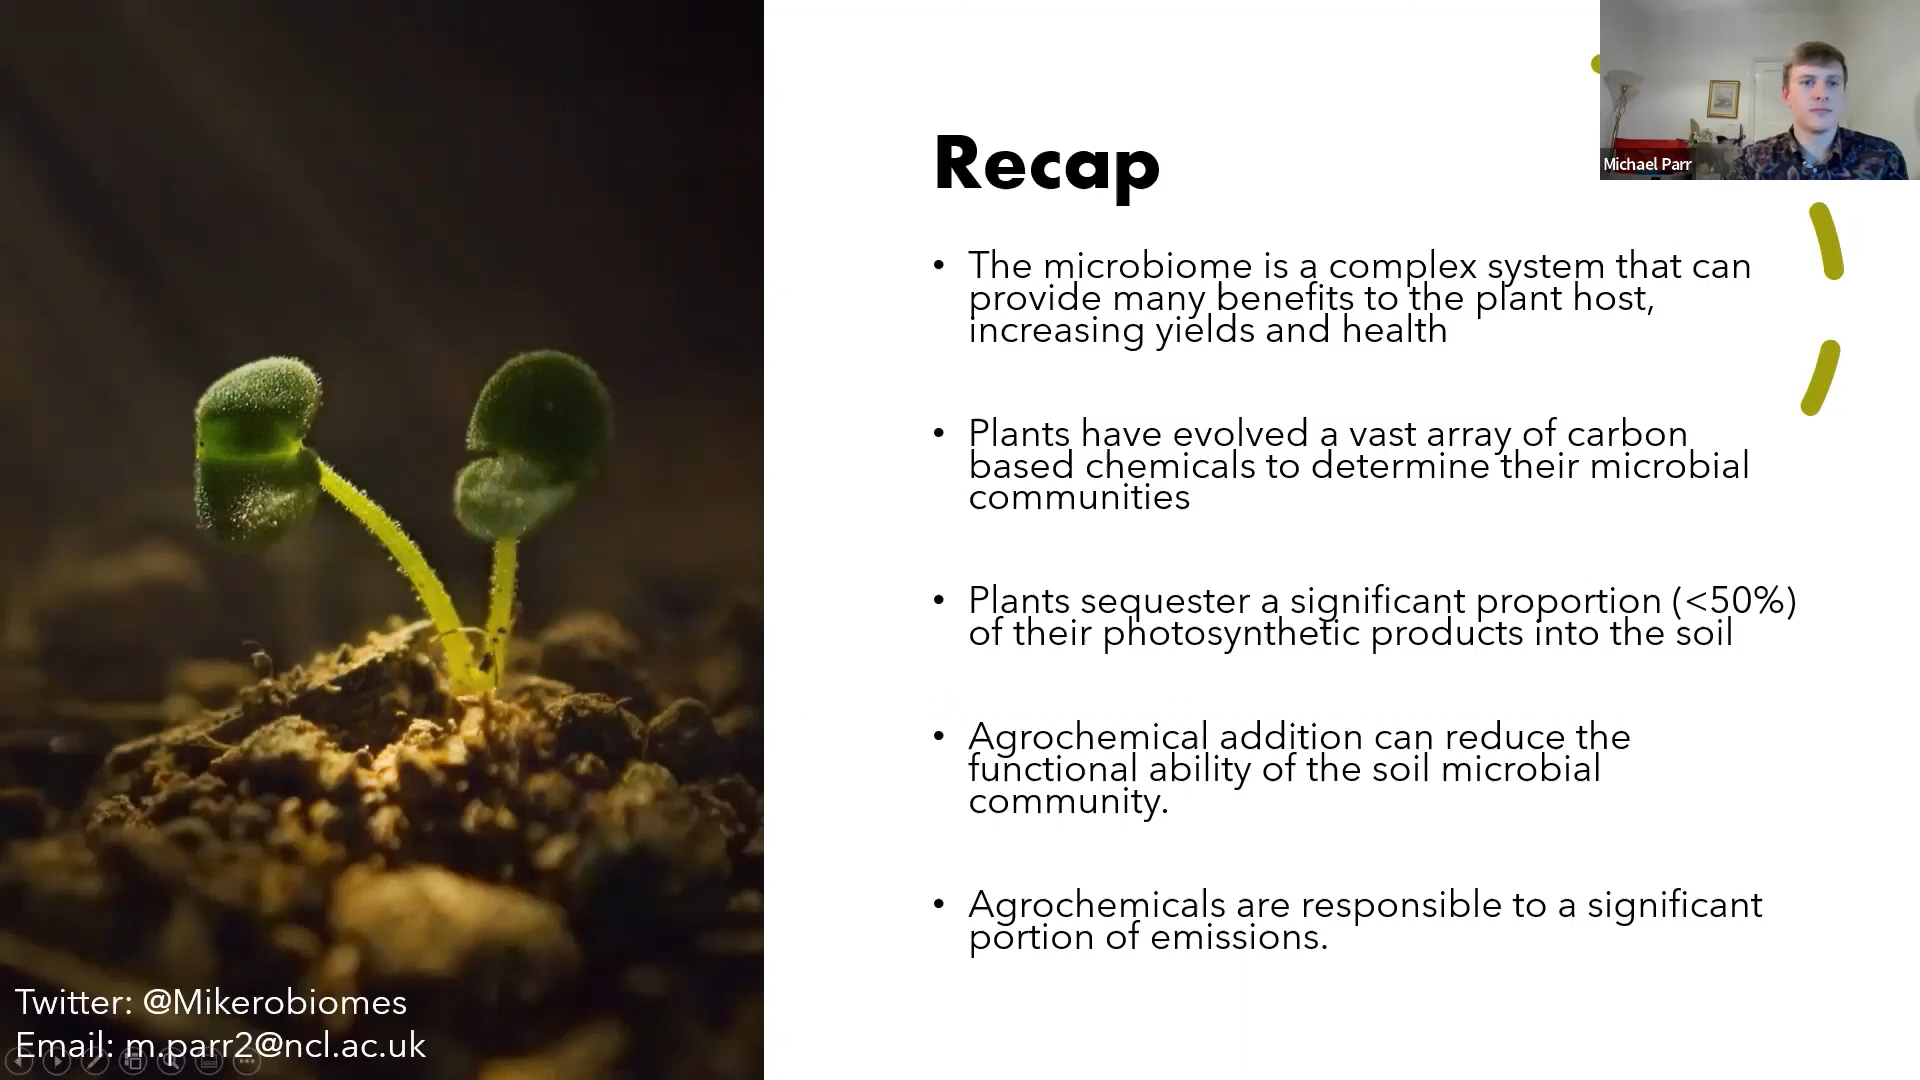 Recap
• The microbiome is a complex system that can
provide many benefits to the plant host,
increasing yields and health
• Plants have evolved a vast array of carbon
based chemicals to determine their microbial
communities
• Plants sequester a significant proportion (<50%)
of their photosynthetic products into the soil
• Agrochemical addition can reduce the
functional ability of the soil microbial
community.
• Agrochemicals are responsible to a significant
portion of emissions.
Michael Parr
Twitter: @Mikerobiomes
Email: m.parr2@ncl.ac.uk